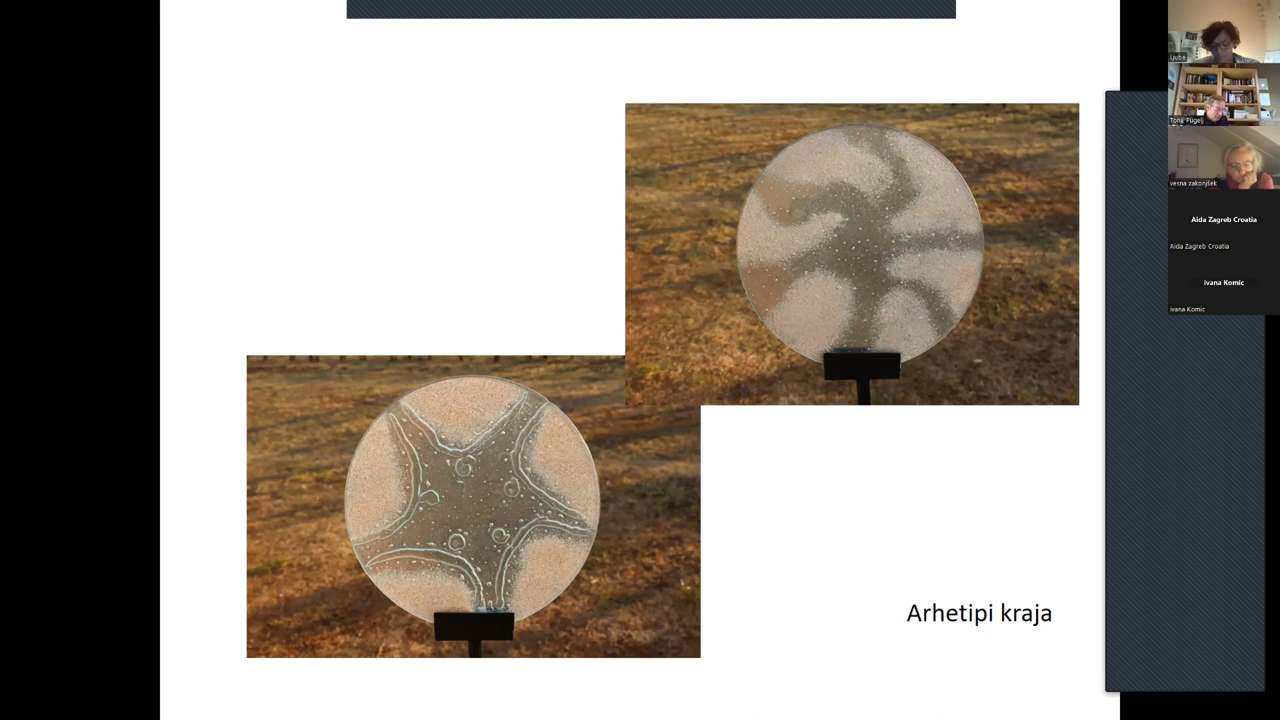 Arhetipi kraja
Ljuba
Tone Pugelj
vesna zakonjšek
Aida Zagreb Croatia
Aida Zagreb Croatia
ivana Komic
ivana Komic